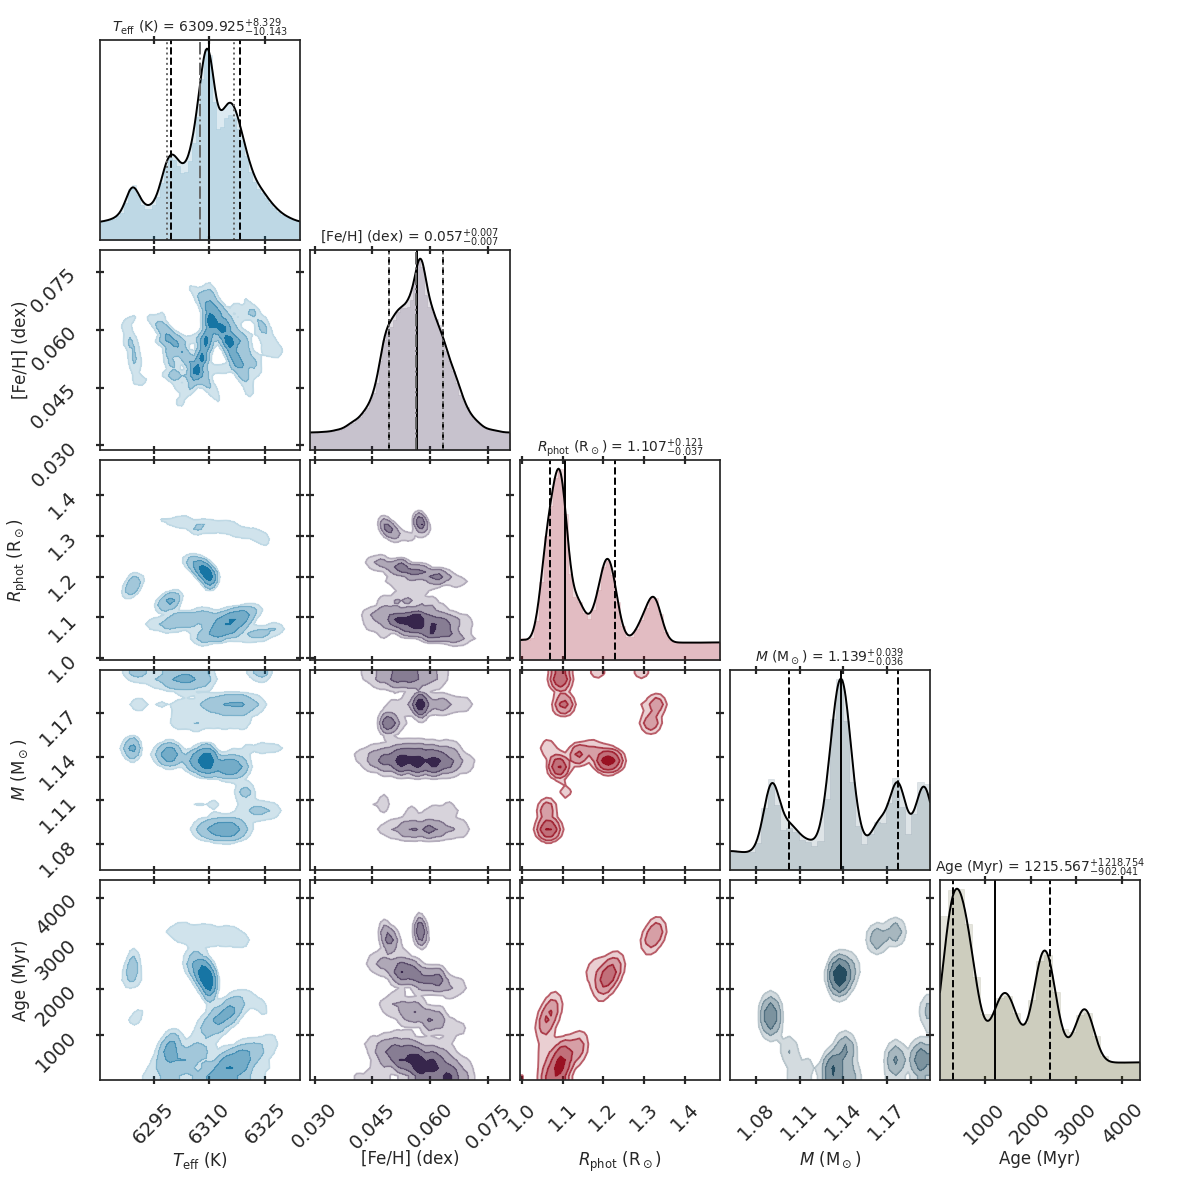 T_eff (K) = 6309.925^{+8.329}_{−10.143}
[Fe/H] (dex) = 0.057^{+0.007}_{−0.007}
[Fe/H] (dex)
0.075
0.060
0.045
0.030
R_phot (R_⊙) = 1.107^{+0.121}_{−0.037}
R_phot (R_⊙)
1.4
1.3
1.2
1.1
1.0
M (M_⊙) = 1.139^{+0.039}_{−0.036}
M (M_⊙)
1.17
1.14
1.11
1.08
Age (Myr) = 1215.567^{+1218.754}_{−902.041}
Age (Myr)
4000
3000
2000
1000
6295 6310 6325 0.030 0.045 0.060 0.075 1.0 1.1 1.2 1.3 1.4 1.08 1.11 1.14 1.17 1000 2000 3000 4000
T_eff (K) [Fe/H] (dex) R_phot (R_⊙) M (M_⊙) Age (Myr)